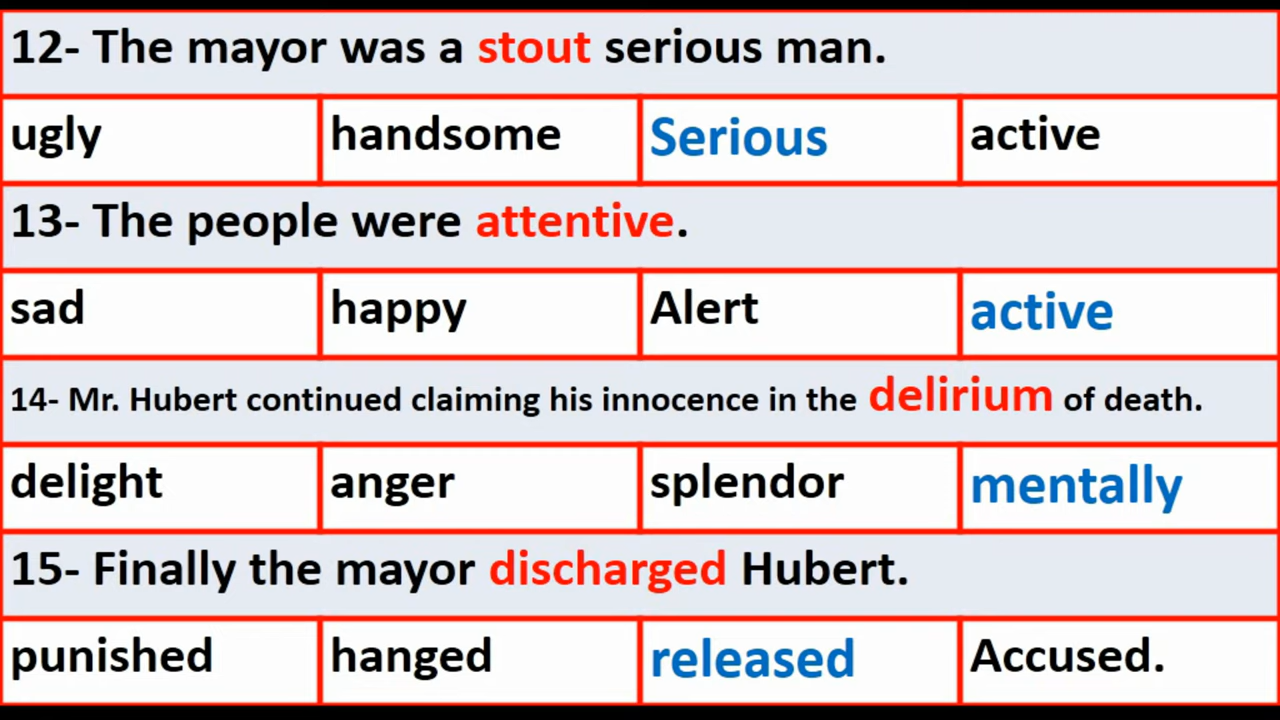 12- The mayor was a stout serious man.
ugly handsome Serious active
13- The people were attentive.
sad happy Alert active
14- Mr. Hubert continued claiming his innocence in the delirium of death.
delight anger splendor mentally
15- Finally the mayor discharged Hubert.
punished hanged released Accused.